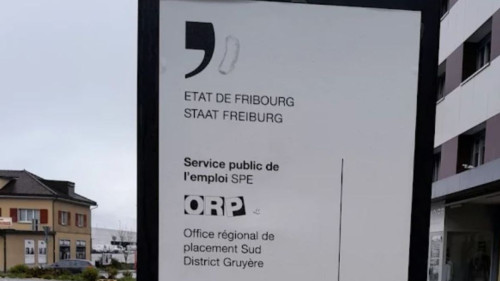 ETAT DE FRIBOURG
STAAT FREIBURG
Service public de
l'emploi SPE
ORP
Office régional de
placement Sud
District Gruyère